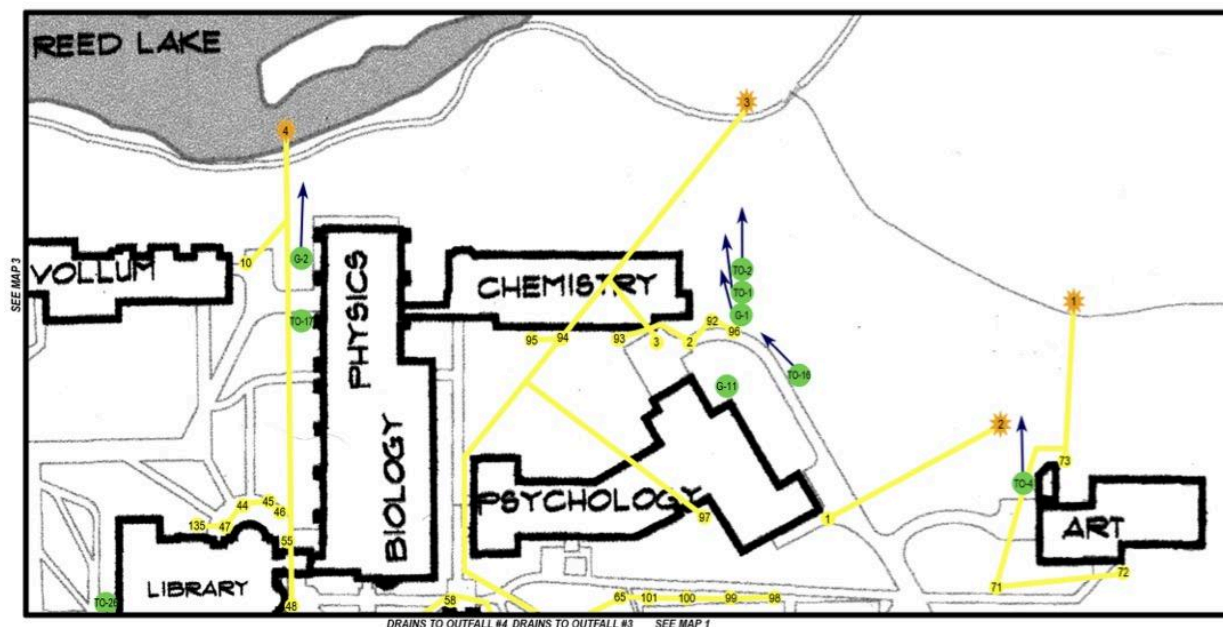 REED LAKE
3
4
10
G-2
VOLLUM
SEE MAP 3
TO-17
PHYSICS
BIOLOGY
CHEMISTRY
TO-2
TO-1
G-1
92
96
95
94
93
3
2
TO-16
G-11
1
2
TO-4
73
PSYCHOLOGY
97
1
ART
71
72
135
47
44
45
46
55
LIBRARY
TO-26
48
58
65
101
100
99
98
DRAINS TO OUTFALL #4 DRAINS TO OUTFALL #3 SEE MAP 1